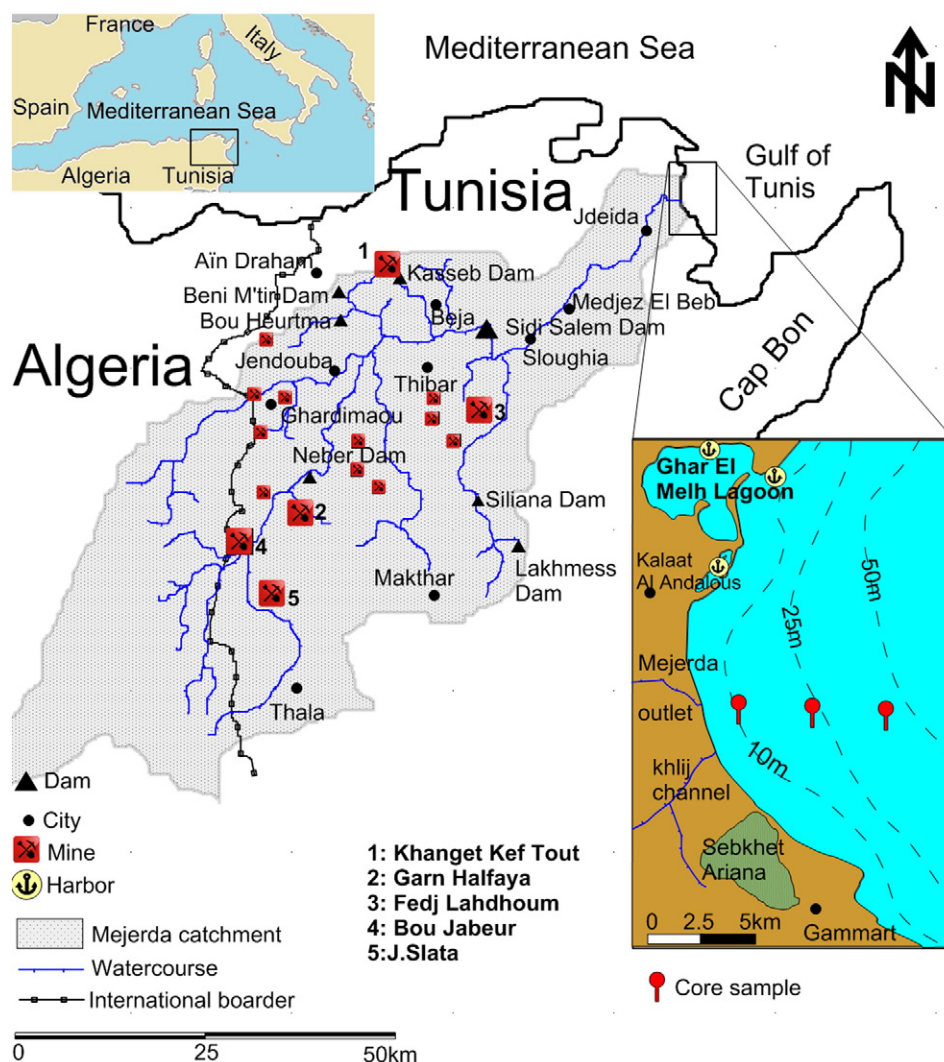 France
Italy
Spain
Mediterranean Sea
Algeria
Tunisia
Mediterranean Sea
N
Gulf of
Tunis
Tunisia
Algeria
Cap Bon
Jdeida
1
Aïn Draham
Kasseb Dam
Beni M'tir Dam
Bou Heurtma
Beja
Medjez El Beb
Sidi Salem Dam
Sloughia
Jendouba
Thibar
Ghardimaou
3
Neber Dam
2
Siliana Dam
4
Lakhmess
Dam
Makthar
5
Thala
Ghar El
Melh Lagoon
Kalaat
Al Andalous
50m
25m
Mejerda
outlet
10m
khlij
channel
Sebkhet
Ariana
0 2.5 5km
Gammart
Dam
City
Mine
Harbor
Mejerda catchment
Watercourse
International boarder
1: Khanget Kef Tout
2: Garn Halfaya
3: Fedj Lahdhoum
4: Bou Jabeur
5:J.Slata
Core sample
0 25 50km